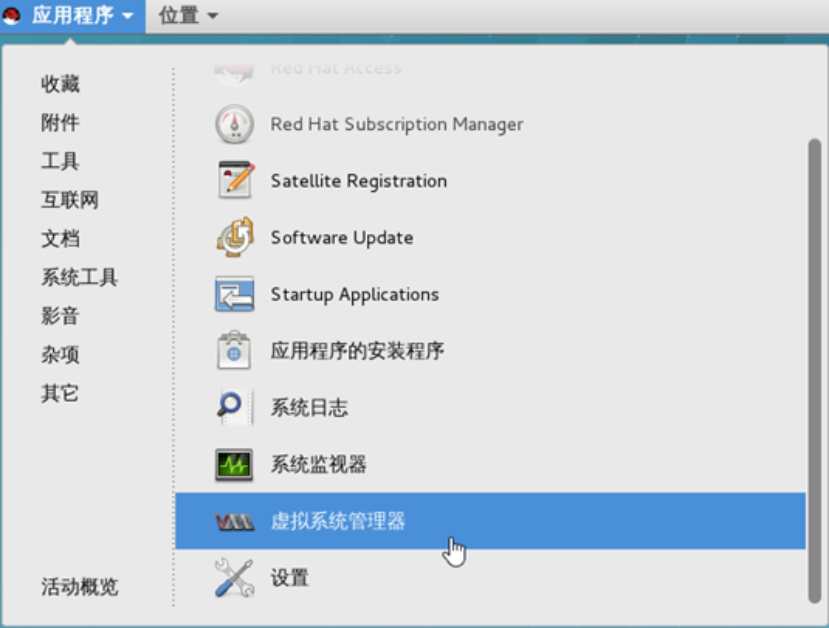 应用程序 位置
收藏
附件
工具
互联网
文档
系统工具
影音
杂项
其它
活动概览
Red Hat Access
Red Hat Subscription Manager
Satellite Registration
Software Update
Startup Applications
应用程序的安装程序
系统日志
系统监视器
虚拟系统管理器
设置